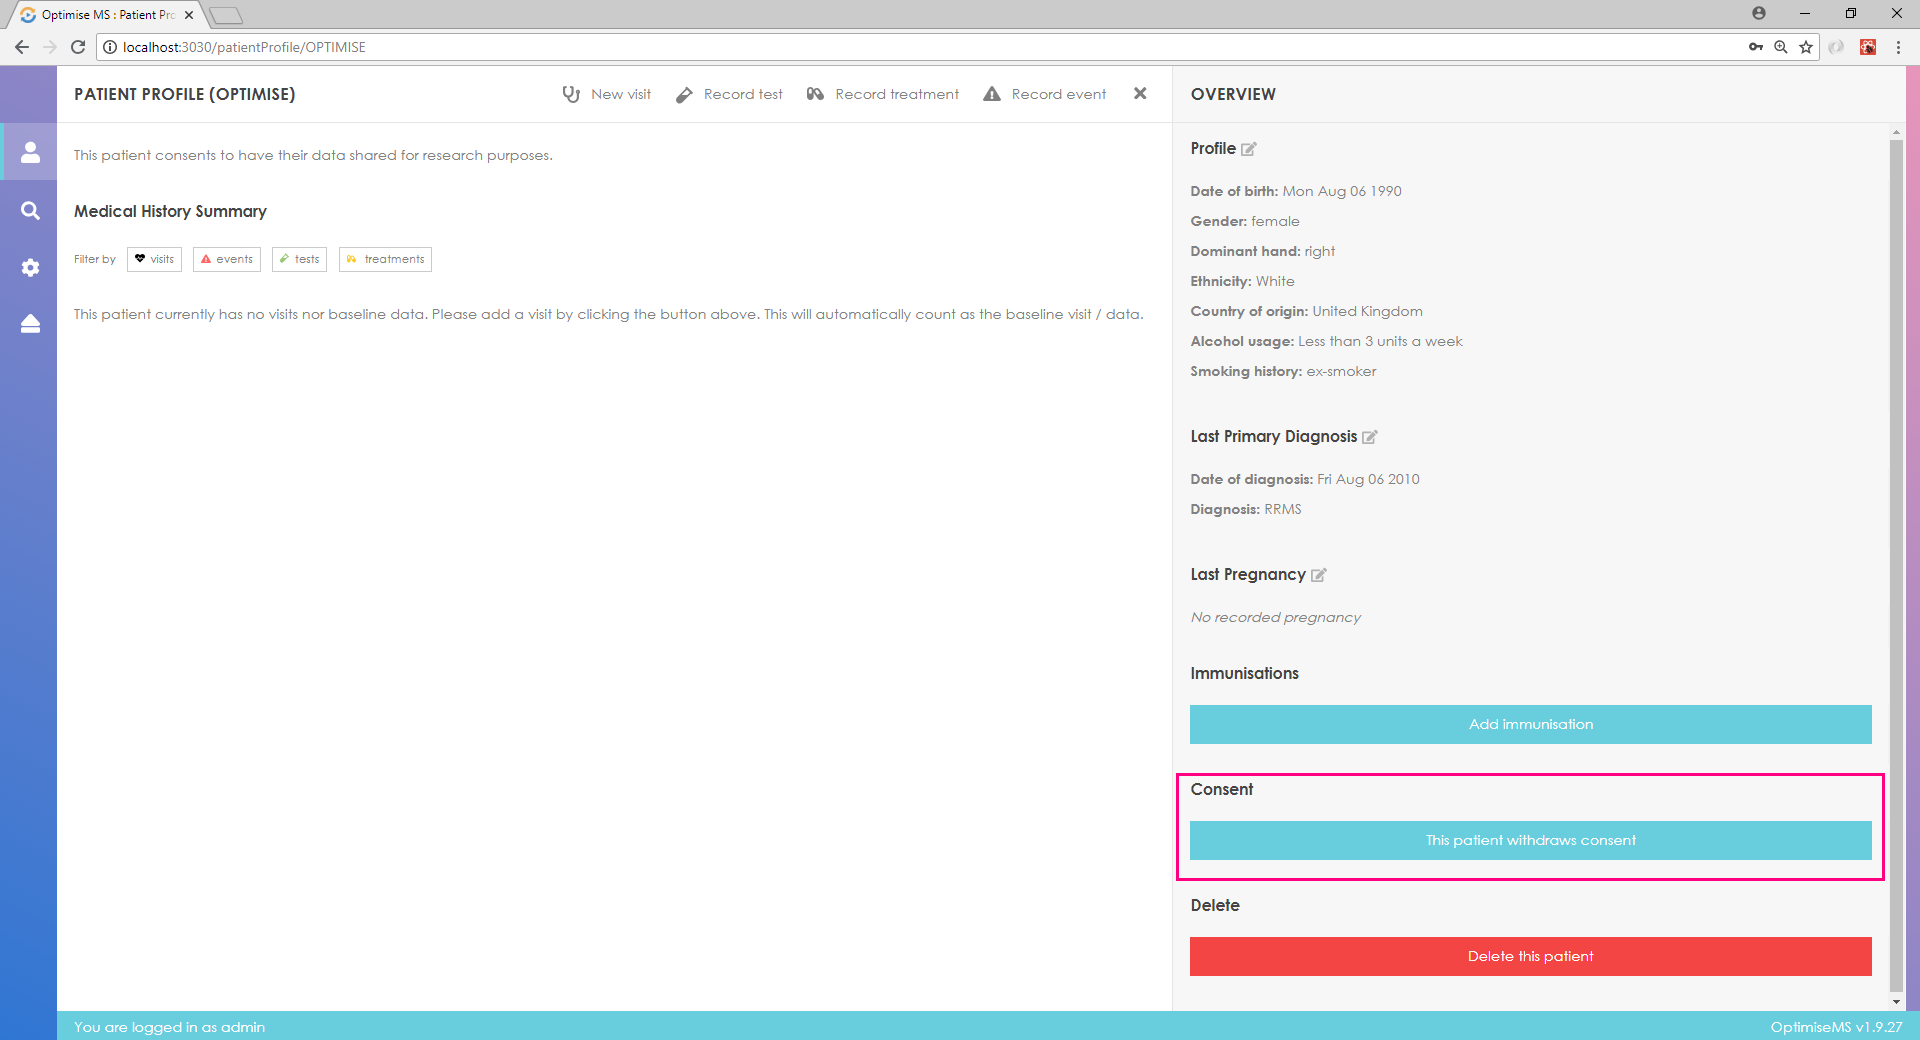 Optimise MS : Patient Pro
localhost:3030/patientProfile/OPTIMISE
PATIENT PROFILE (OPTIMISE)
New visit
Record test
Record treatment
Record event
OVERVIEW
This patient consents to have their data shared for research purposes.
Medical History Summary
Filter by
visits
events
tests
treatments
This patient currently has no visits nor baseline data. Please add a visit by clicking the button above. This will automatically count as the baseline visit / data.
Profile
Date of birth: Mon Aug 06 1990
Gender: female
Dominant hand: right
Ethnicity: White
Country of origin: United Kingdom
Alcohol usage: Less than 3 units a week
Smoking history: ex-smoker
Last Primary Diagnosis
Date of diagnosis: Fri Aug 06 2010
Diagnosis: RRMS
Last Pregnancy
No recorded pregnancy
Immunisations
Add immunisation
Consent
This patient withdraws consent
Delete
Delete this patient
You are logged in as admin
OptimiseMS v1.9.27